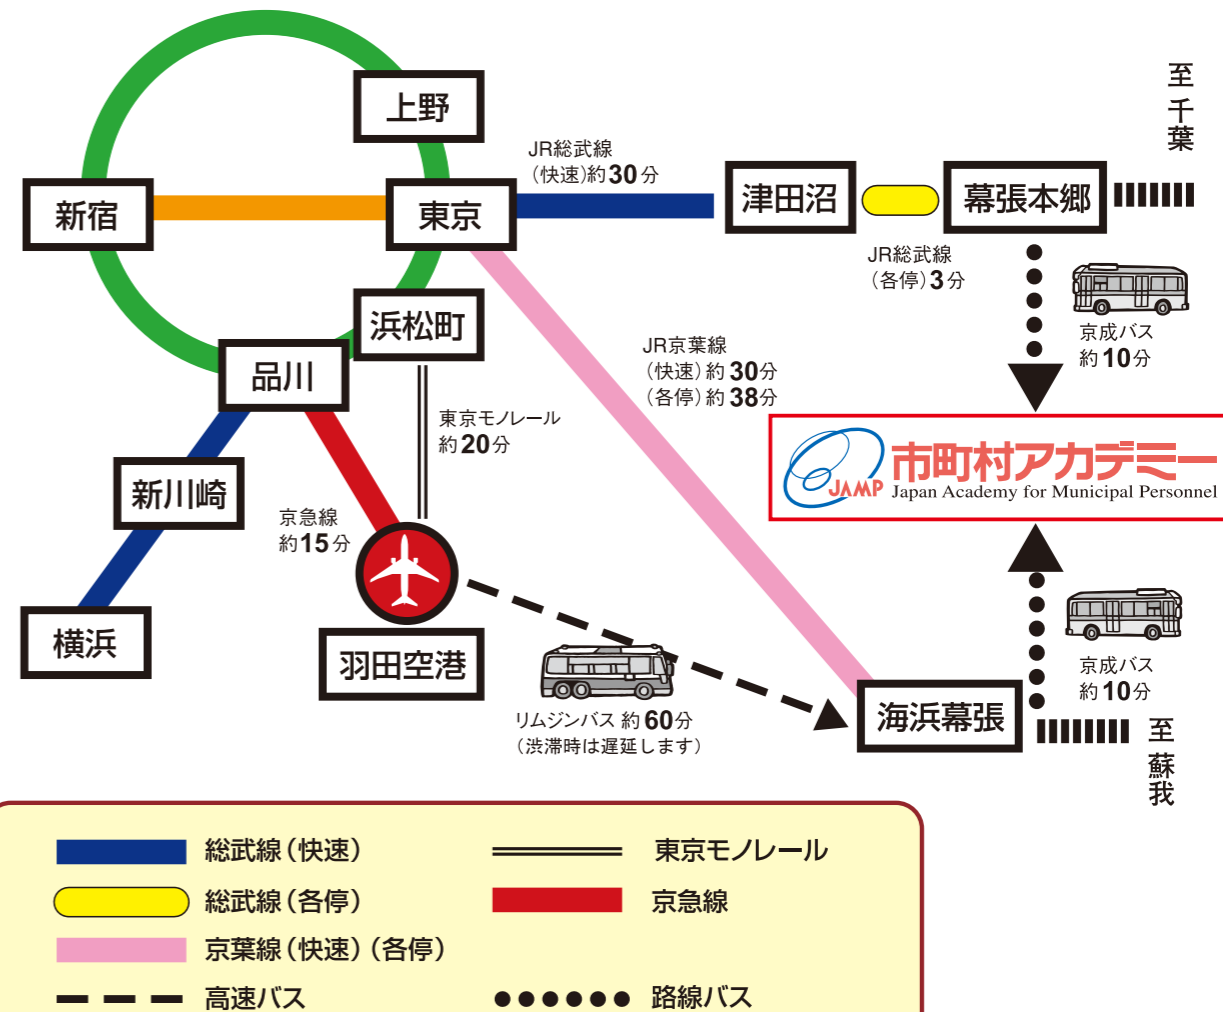 上野
至千葉
JR総武線
（快速）約30分
新宿
東京
津田沼
幕張本郷
JR総武線
（各停）3分
浜松町
京成バス
約10分
品川
JR京葉線
（快速）約30分
（各停）約38分
東京モノレール
約20分
市町村アカデミー
JAMP
Japan Academy for Municipal Personnel
新川崎
京急線
約15分
横浜
羽田空港
京成バス
約10分
リムジンバス 約60分
（渋滞時は遅延します）
海浜幕張
至蘇我
総武線（快速）
東京モノレール
総武線（各停）
京急線
京葉線（快速）（各停）
高速バス
路線バス